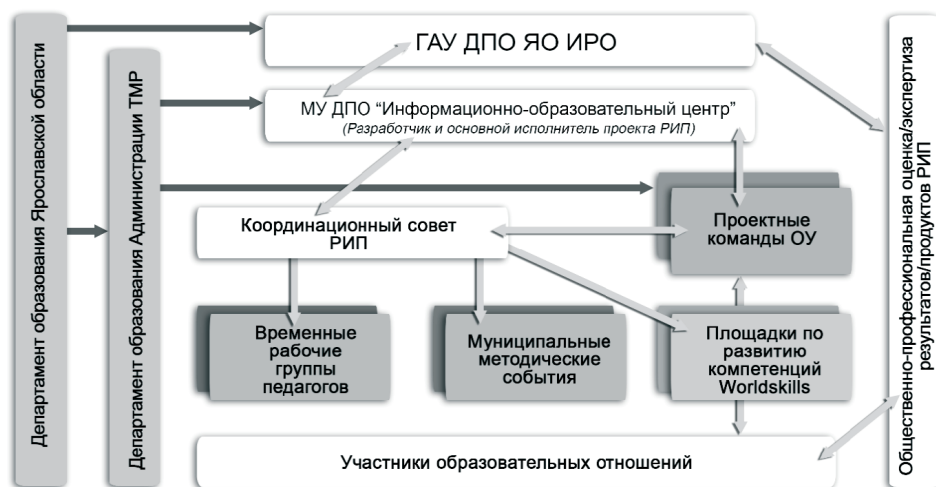 Департамент образования Ярославской области
Департамент образования Администрации ТМР
ГАУ ДПО ЯО ИРО
МУ ДПО “Информационно-образовательный центр”
(Разработчик и основной исполнитель проекта РИП)
Координационный совет
РИП
Проектные
команды ОУ
Временные
рабочие
группы
педагогов
Муниципальные
методические
события
Площадки по
развитию
компетенций
Worldskills
Участники образовательных отношений
Общественно-профессиональная оценка/экспертиза
результатов/продуктов РИП